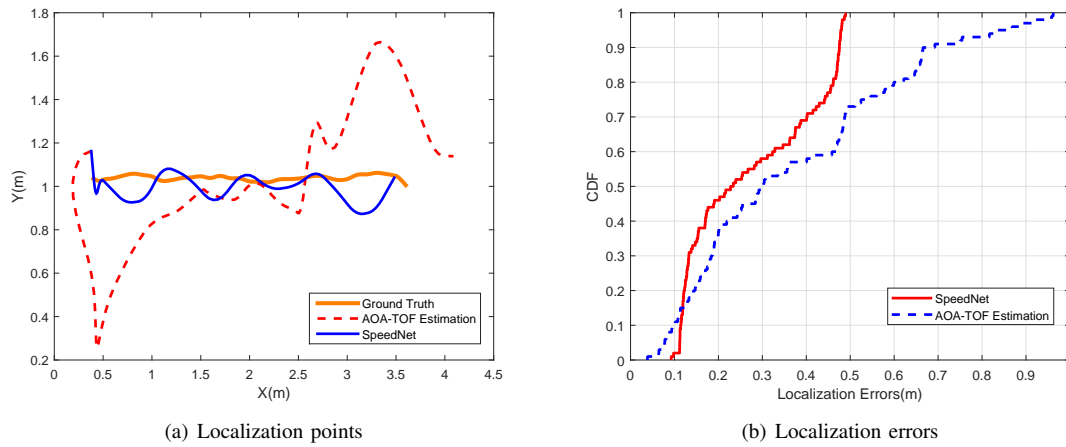 1.8
1.6
1.4
1.2
1
0.8
0.6
0.4
0.2
Y(m)
0 0.5 1 1.5 2 2.5 3 3.5 4 4.5
X(m)
Ground Truth
AOA-TOF Estimation
SpeedNet
(a) Localization points
1
0.9
0.8
0.7
0.6
0.5
0.4
0.3
0.2
0.1
0
CDF
0 0.1 0.2 0.3 0.4 0.5 0.6 0.7 0.8 0.9
Localization Errors(m)
SpeedNet
AOA-TOF Estimation
(b) Localization errors